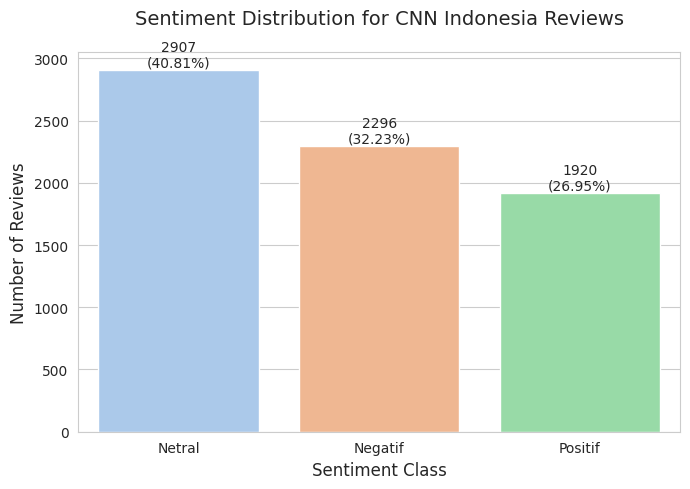 Sentiment Distribution for CNN Indonesia Reviews
Number of Reviews
3000
2500
2000
1500
1000
500
0
2907
(40.81%)
2296
(32.23%)
1920
(26.95%)
Netral
Negatif
Positif
Sentiment Class